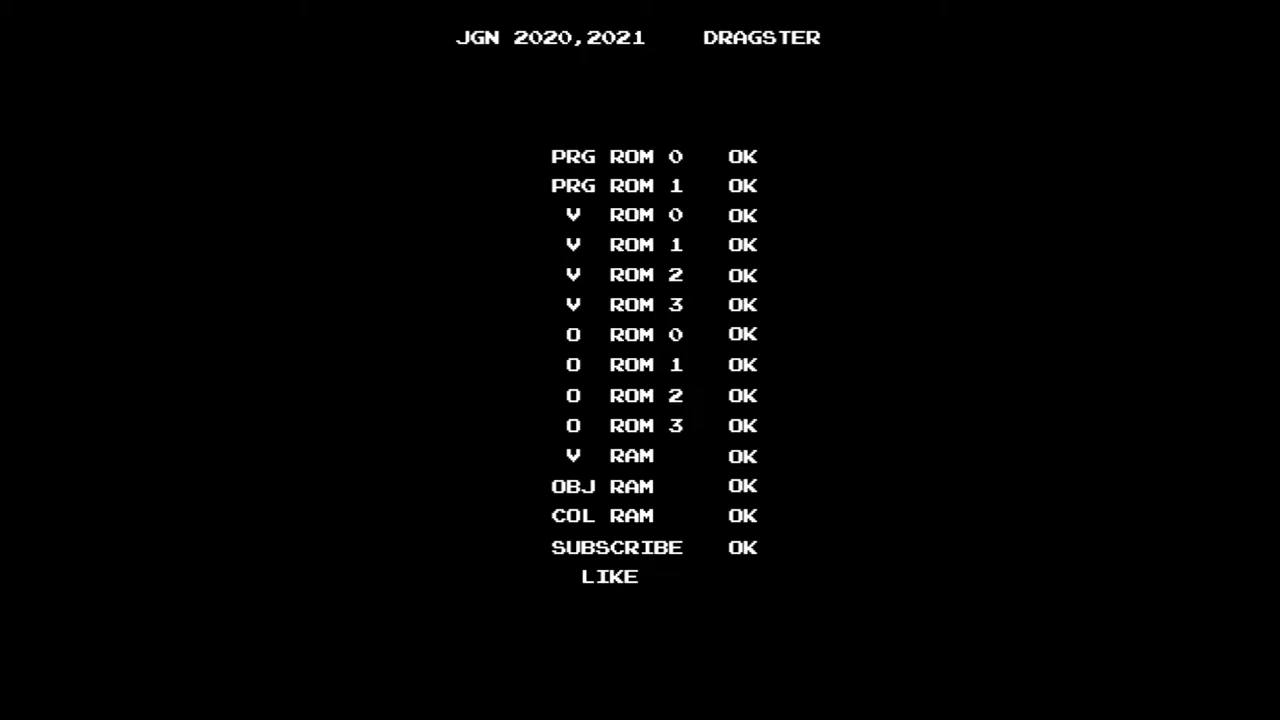 JGN 2020,2021 DRAGSTER
PRG ROM 0 OK
PRG ROM 1 OK
V ROM 0 OK
V ROM 1 OK
V ROM 2 OK
V ROM 3 OK
O ROM 0 OK
O ROM 1 OK
O ROM 2 OK
O ROM 3 OK
V RAM OK
OBJ RAM OK
COL RAM OK
SUBSCRIBE OK
LIKE